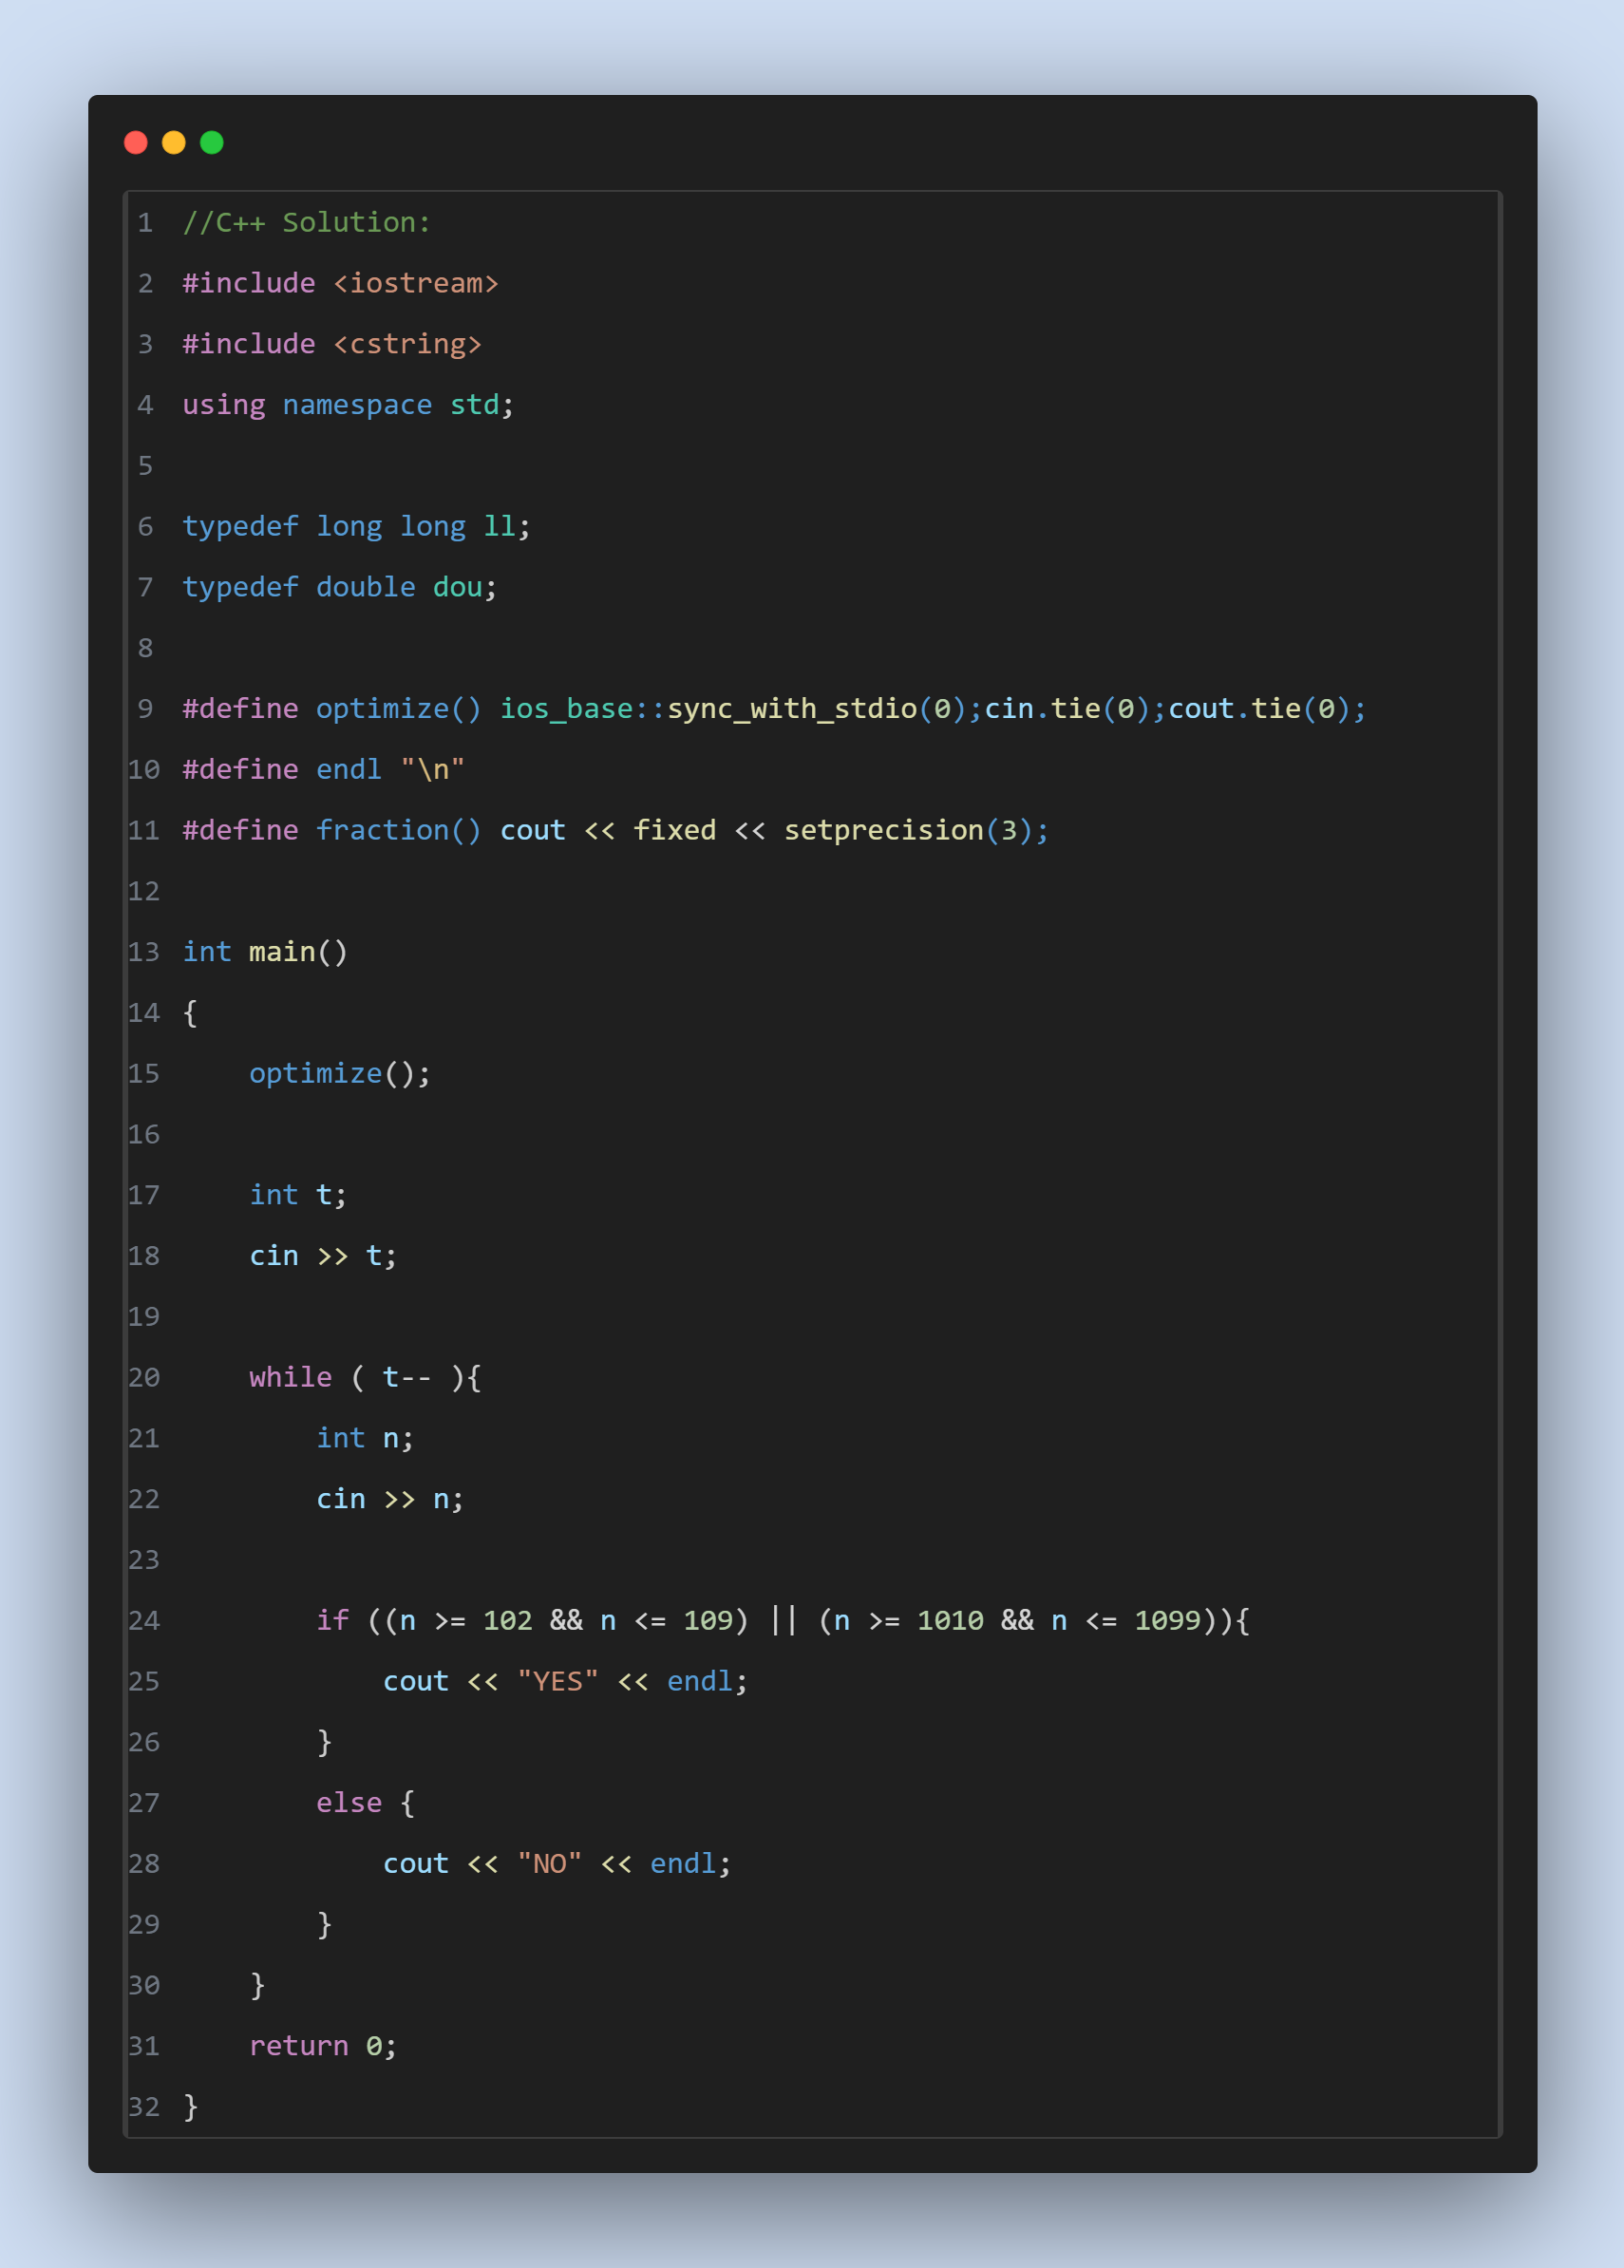 1 //C++ Solution:
2 #include <iostream>
3 #include <cstring>
4 using namespace std;
5
6 typedef long long ll;
7 typedef double dou;
8
9 #define optimize() ios_base::sync_with_stdio(0);cin.tie(0);cout.tie(0);
10 #define endl "\n"
11 #define fraction() cout << fixed << setprecision(3);
12
13 int main()
14 {
15     optimize();
16
17     int t;
18     cin >> t;
19
20     while ( t-- ){
21         int n;
22         cin >> n;
23
24         if ((n >= 102 && n <= 109) || (n >= 1010 && n <= 1099)){
25             cout << "YES" << endl;
26         }
27         else {
28             cout << "NO" << endl;
29         }
30     }
31     return 0;
32 }